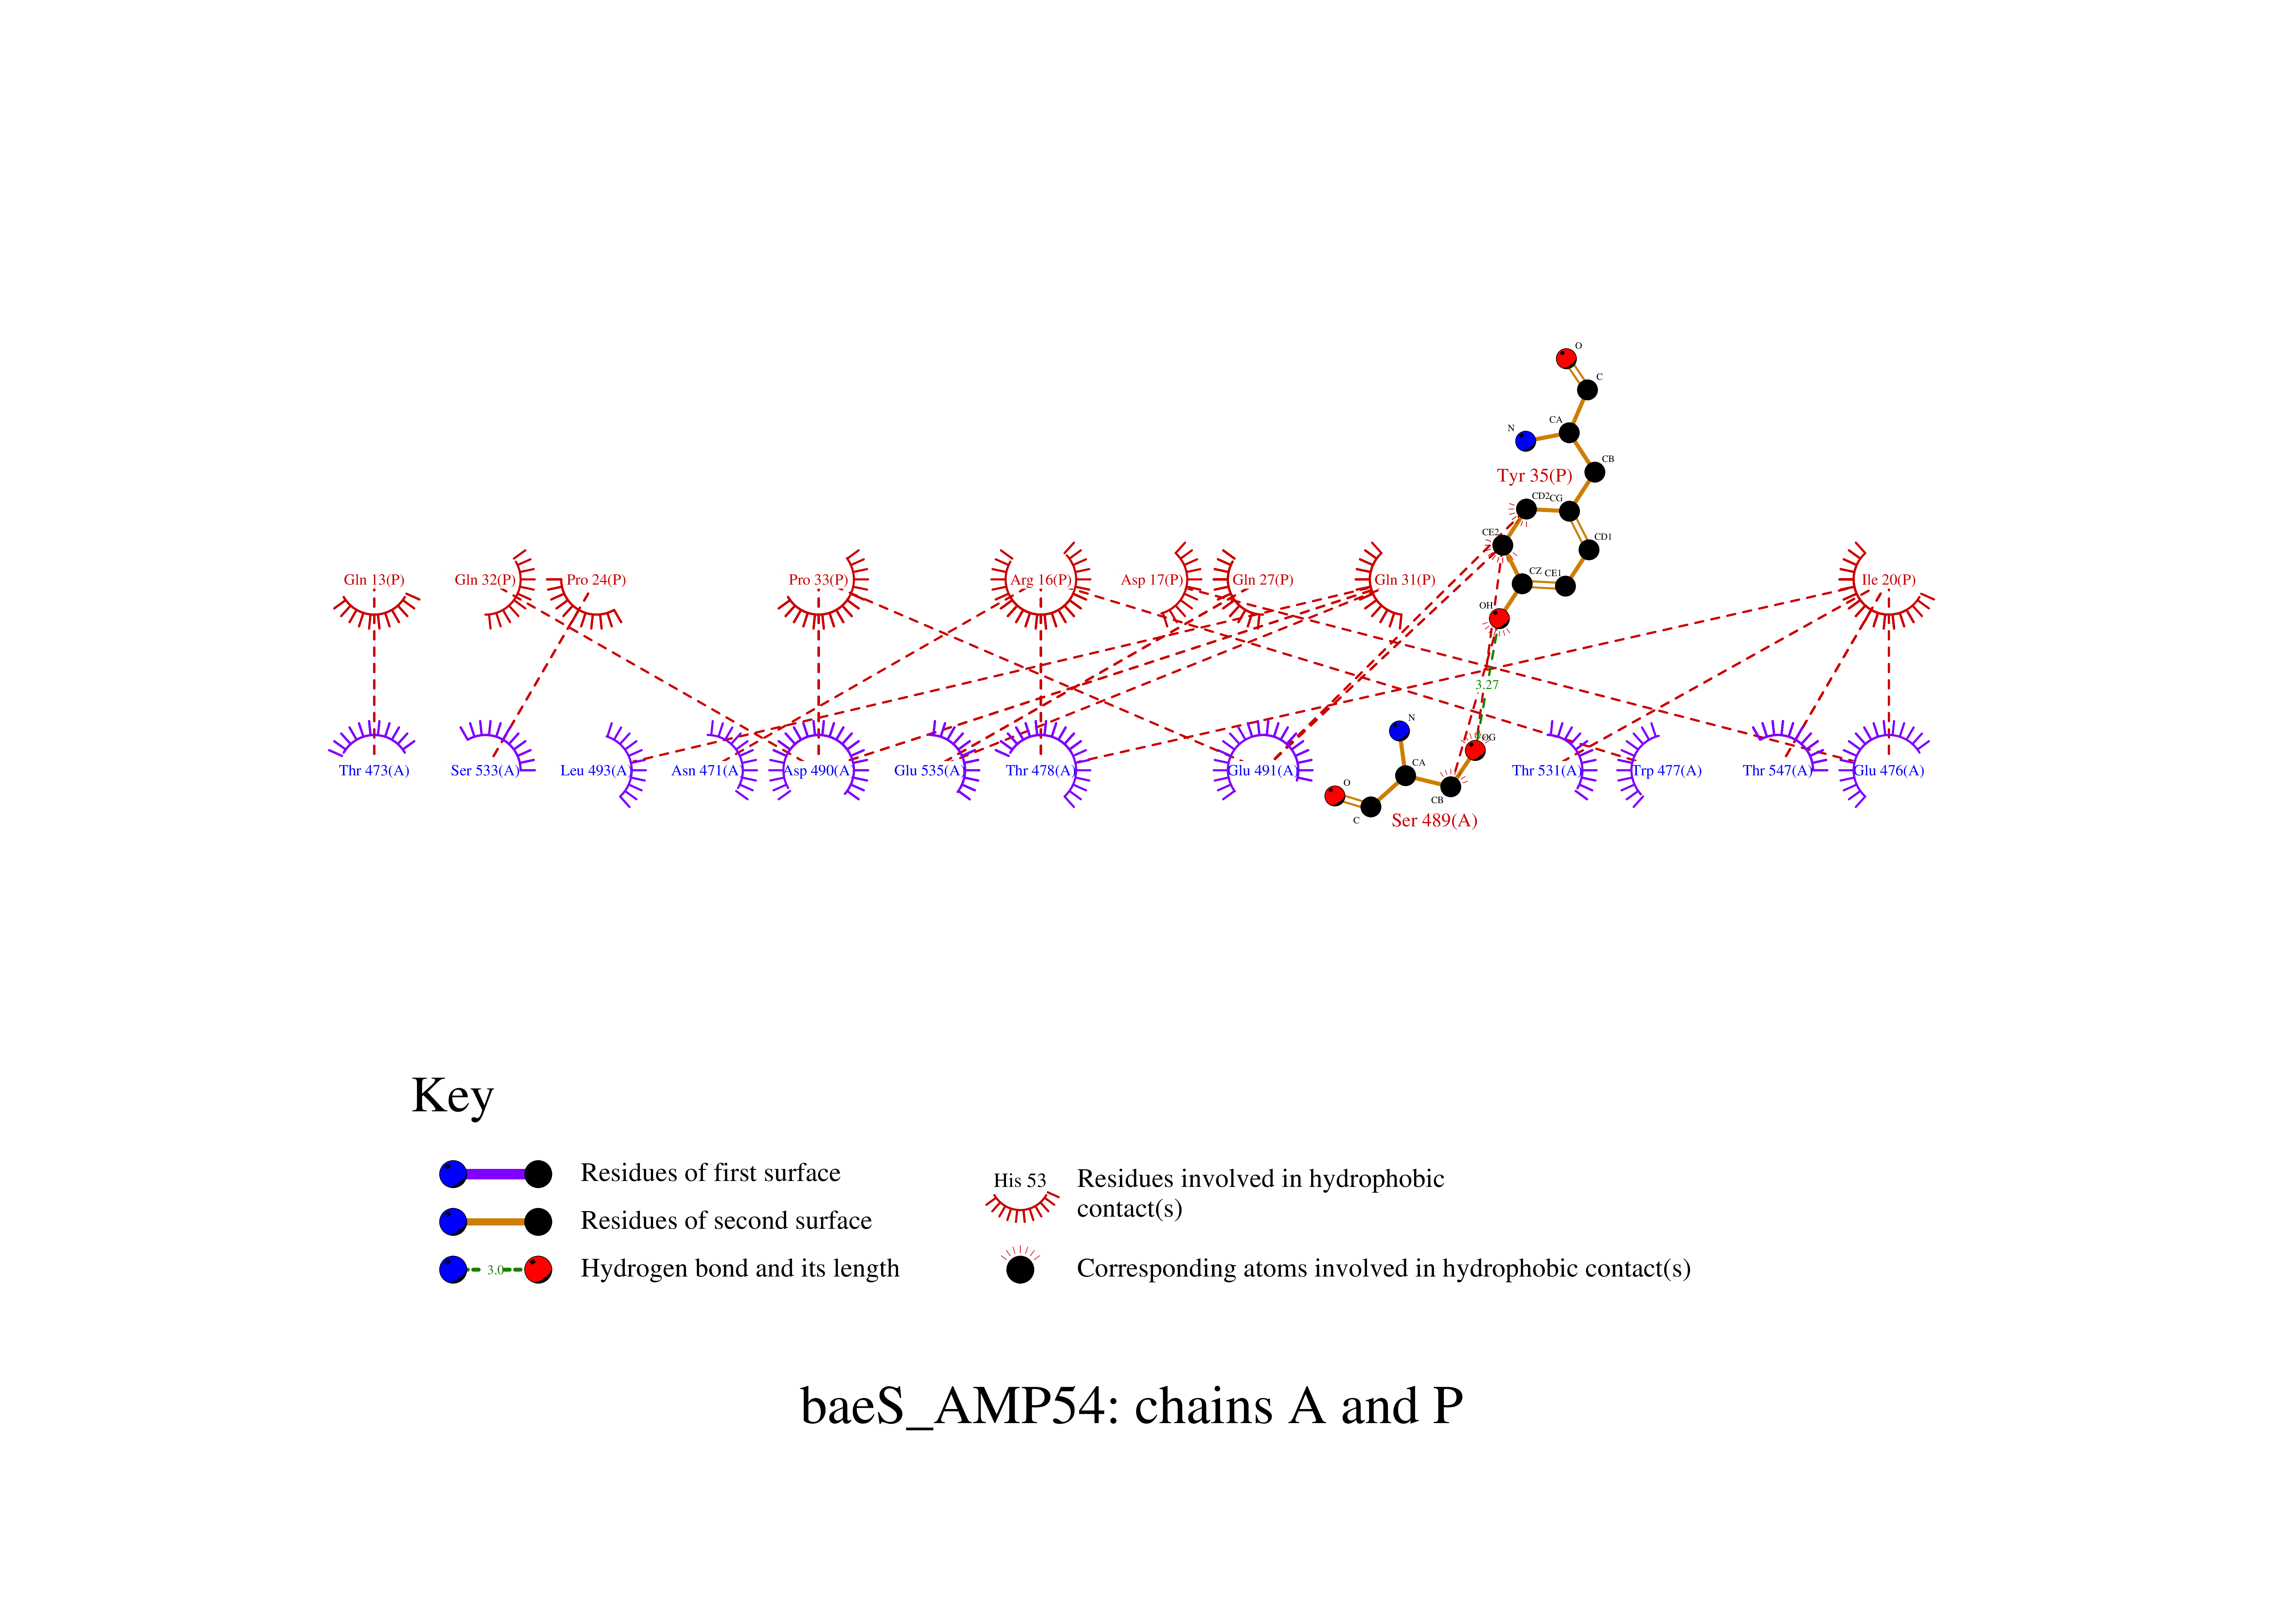 O
C
CA
N
CB
Tyr 35(P)
CD2
CG
CE2
CD1
CZ
CE1
OH
Gln 13(P)
Gln 32(P)
Pro 24(P)
Pro 33(P)
Arg 16(P)
Asp 17(P)
Gln 27(P)
Gln 31(P)
Ile 20(P)
3.27
N
OG
CA
O
CB
C
Ser 489(A)
Thr 473(A)
Ser 533(A)
Leu 493(A)
Asn 471(A)
Asp 490(A)
Glu 535(A)
Thr 478(A)
Glu 491(A)
Thr 531(A)
Trp 477(A)
Thr 547(A)
Glu 476(A)
Key
Residues of first surface
Residues of second surface
3.0
Hydrogen bond and its length
His 53
Residues involved in hydrophobic
contact(s)
Corresponding atoms involved in hydrophobic contact(s)
baeS_AMP54: chains A and P